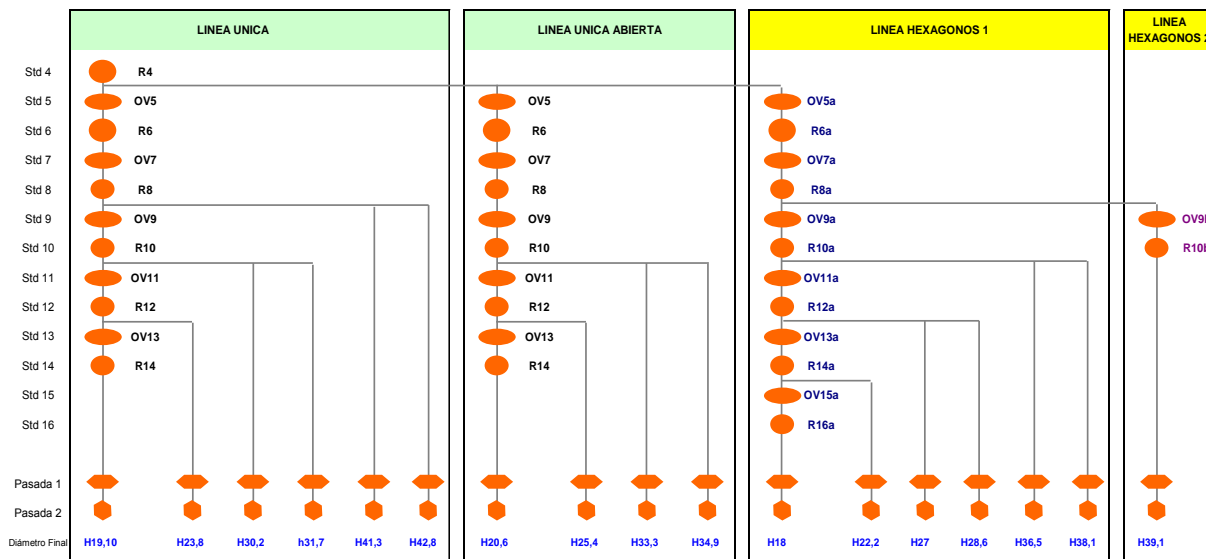 LINEA UNICA
LINEA UNICA ABIERTA
LINEA HEXAGONOS 1
LINEA
HEXAGONOS 2
Std 4 R4
Std 5 OV5 OV5 OV5a
Std 6 R6 R6 R6a
Std 7 OV7 OV7 OV7a
Std 8 R8 R8 R8a
Std 9 OV9 OV9 OV9a OV9b
Std 10 R10 R10 R10a R10b
Std 11 OV11 OV11 OV11a
Std 12 R12 R12 R12a
Std 13 OV13 OV13 OV13a
Std 14 R14 R14 R14a
Std 15 OV15a
Std 16 R16a
Pasada 1
Pasada 2
Diámetro Final H19,10 H23,8 H30,2 h31,7 H41,3 H42,8 H20,6 H25,4 H33,3 H34,9 H18 H22,2 H27 H28,6 H36,5 H38,1 H39,1